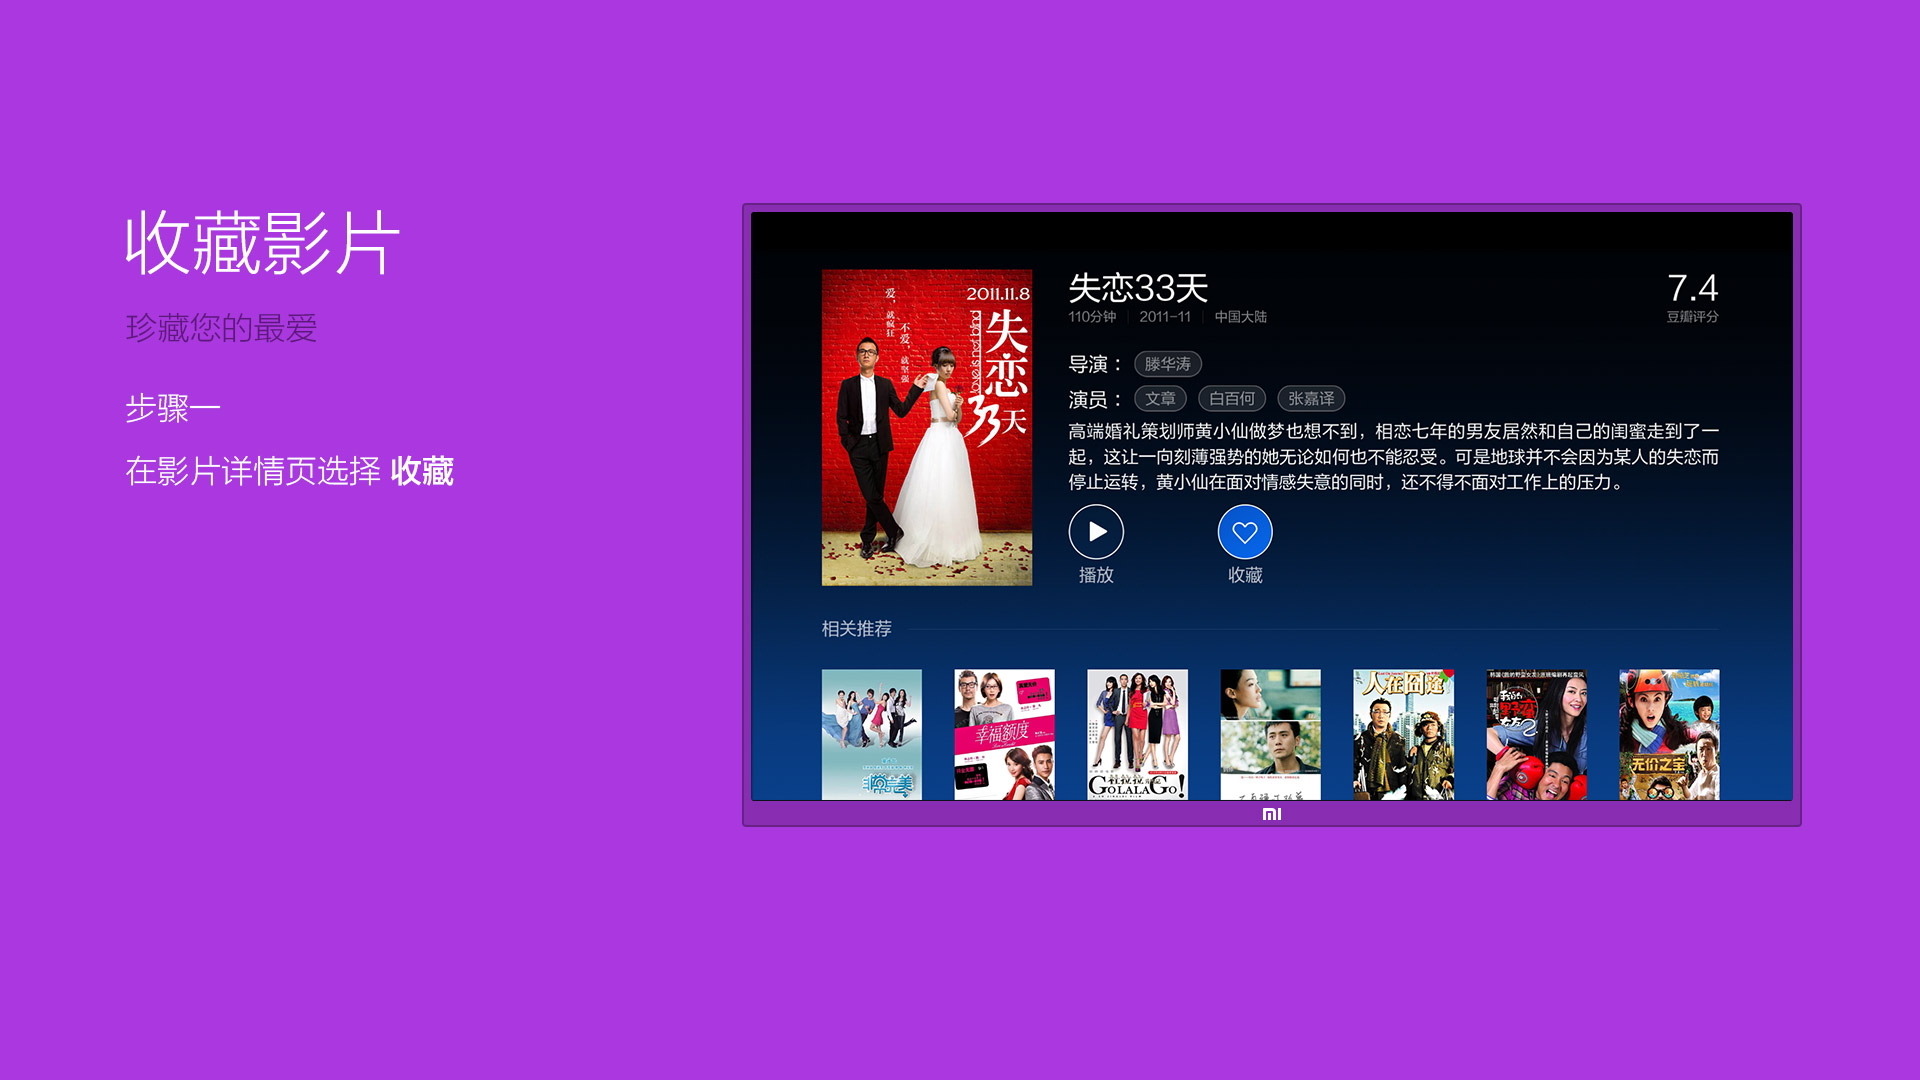 收藏影片
珍藏您的最爱
步骤一
在影片详情页选择 收藏
2011.11.8
爱，就疯狂
不爱，就坚强
love is not blind
失恋33天
失恋33天
110分钟 2011-11 中国大陆
7.4
豆瓣评分
导演： 滕华涛
演员： 文章 白百何 张嘉译
高端婚礼策划师黄小仙做梦也想不到，相恋七年的男友居然和自己的闺蜜走到了一
起，这让一向刻薄强势的她无论如何也不能忍受。可是地球并不会因为某人的失恋而
停止运转，黄小仙在面对情感失意的同时，还不得不面对工作上的压力。
播放
收藏
相关推荐
非常完美
幸福额度
杜拉拉
GO LALA GO!
人在囧途
我的野蛮女友2
无价之宝
mi